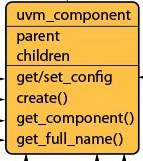 uvm_component
parent
children
get/set_config
create()
get_component()
get_full_name()